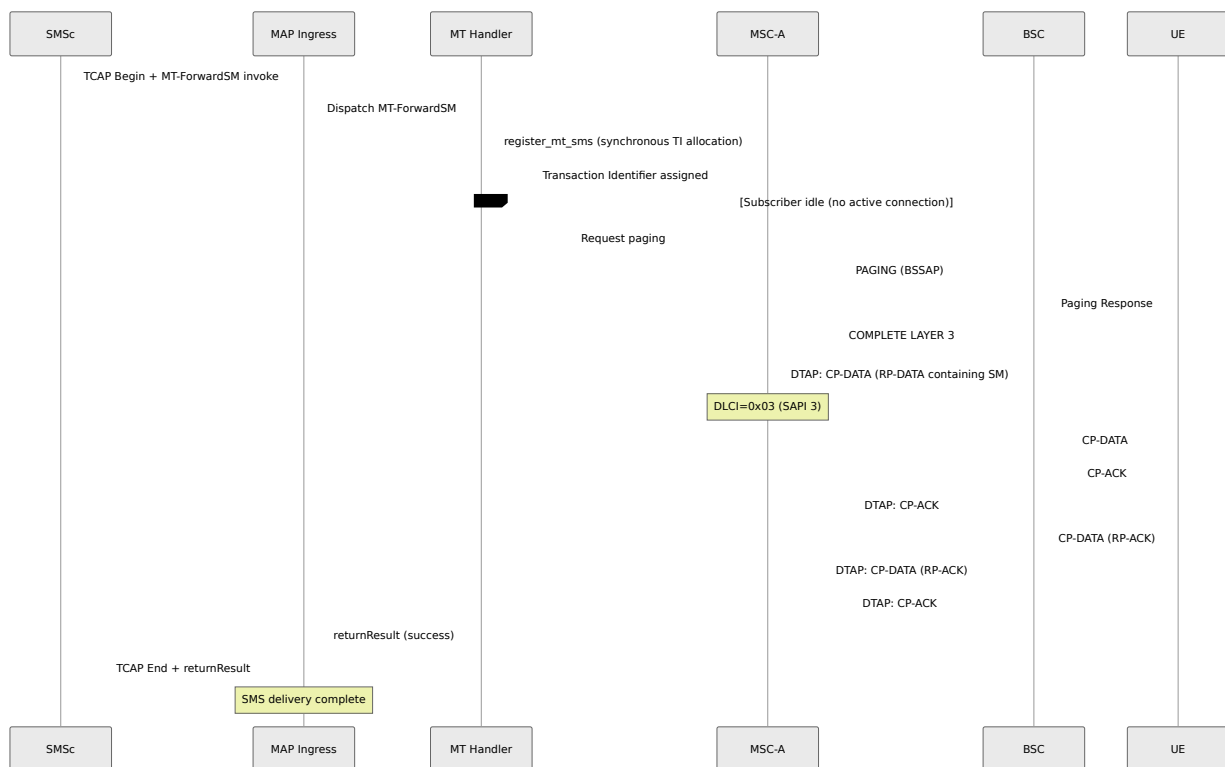 SMSc MAP Ingress MT Handler MSC-A BSC UE
TCAP Begin + MT-ForwardSM invoke
Dispatch MT-ForwardSM
register_mt_sms (synchronous TI allocation)
Transaction Identifier assigned
[Subscriber idle (no active connection)]
Request paging
PAGING (BSSAP)
Paging Response
COMPLETE LAYER 3
DTAP: CP-DATA (RP-DATA containing SM)
DLCI=0x03 (SAPI 3)
CP-DATA
CP-ACK
DTAP: CP-ACK
CP-DATA (RP-ACK)
DTAP: CP-DATA (RP-ACK)
DTAP: CP-ACK
returnResult (success)
TCAP End + returnResult
SMS delivery complete
SMSc MAP Ingress MT Handler MSC-A BSC UE